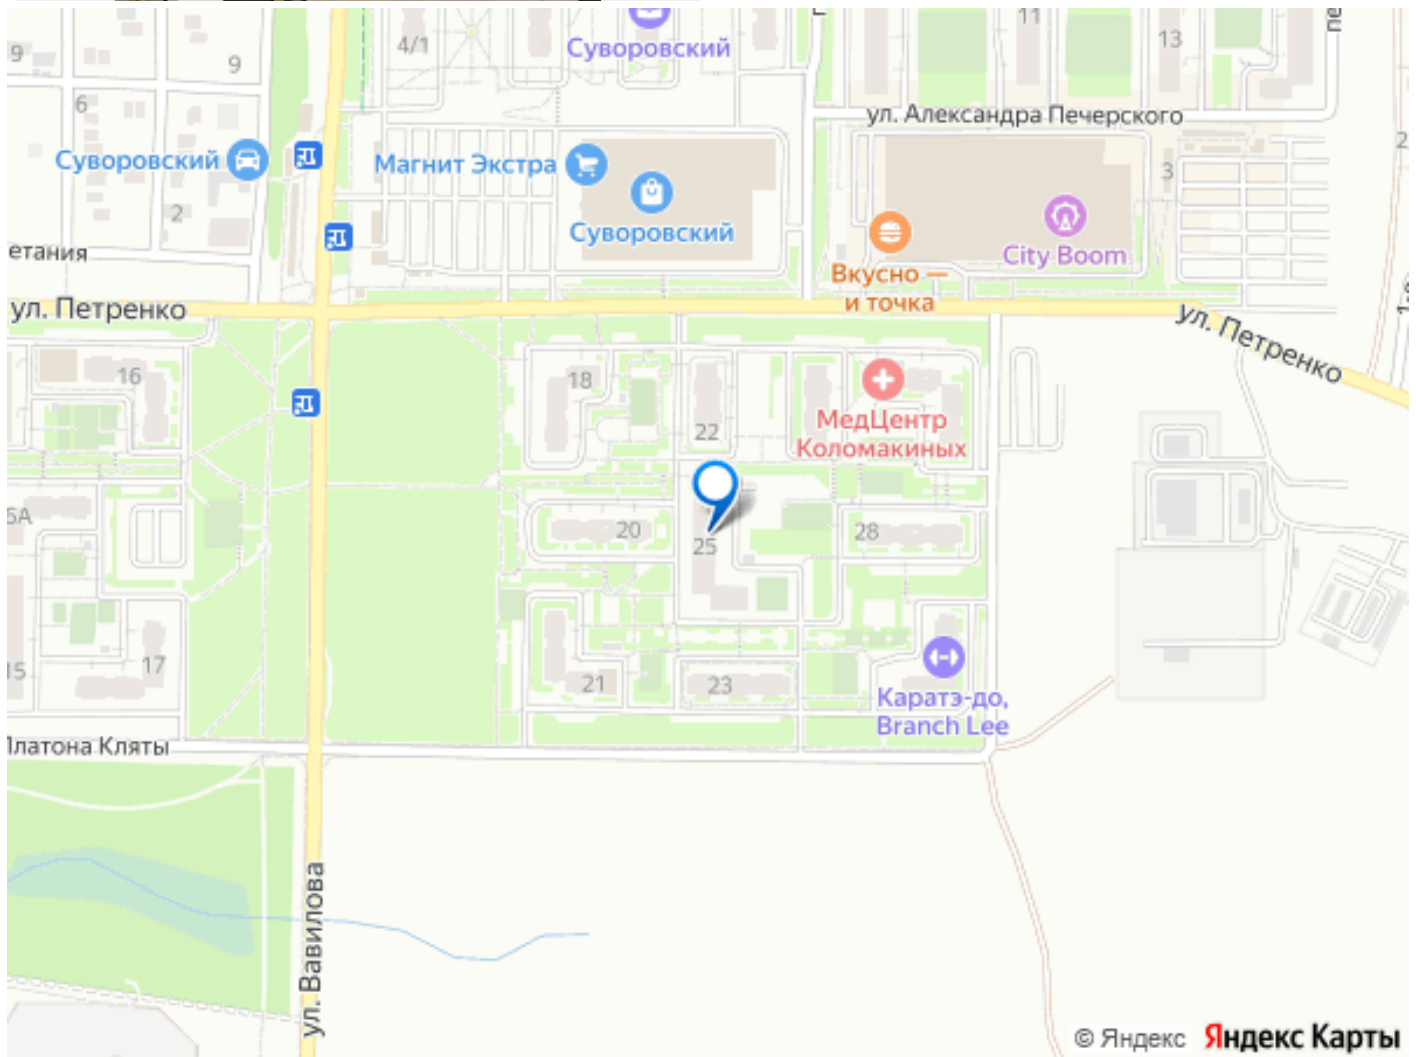 Суворовский
4/1
11
13
9
9
6
ул. Александра Печерского
Суворовский
Магнит Экстра
3
2
2
Суворовский
City Boom
етания
Вкусно —
и точка
ул. Петренко
ул. Петренко
16
18
22
МедЦентр
Коломакиных
5А
20
25
28
15
17
21
23
Каратэ-до,
Branch Lee
Платона Кляты
ул. Вавилова
© Яндекс Яндекс Карты